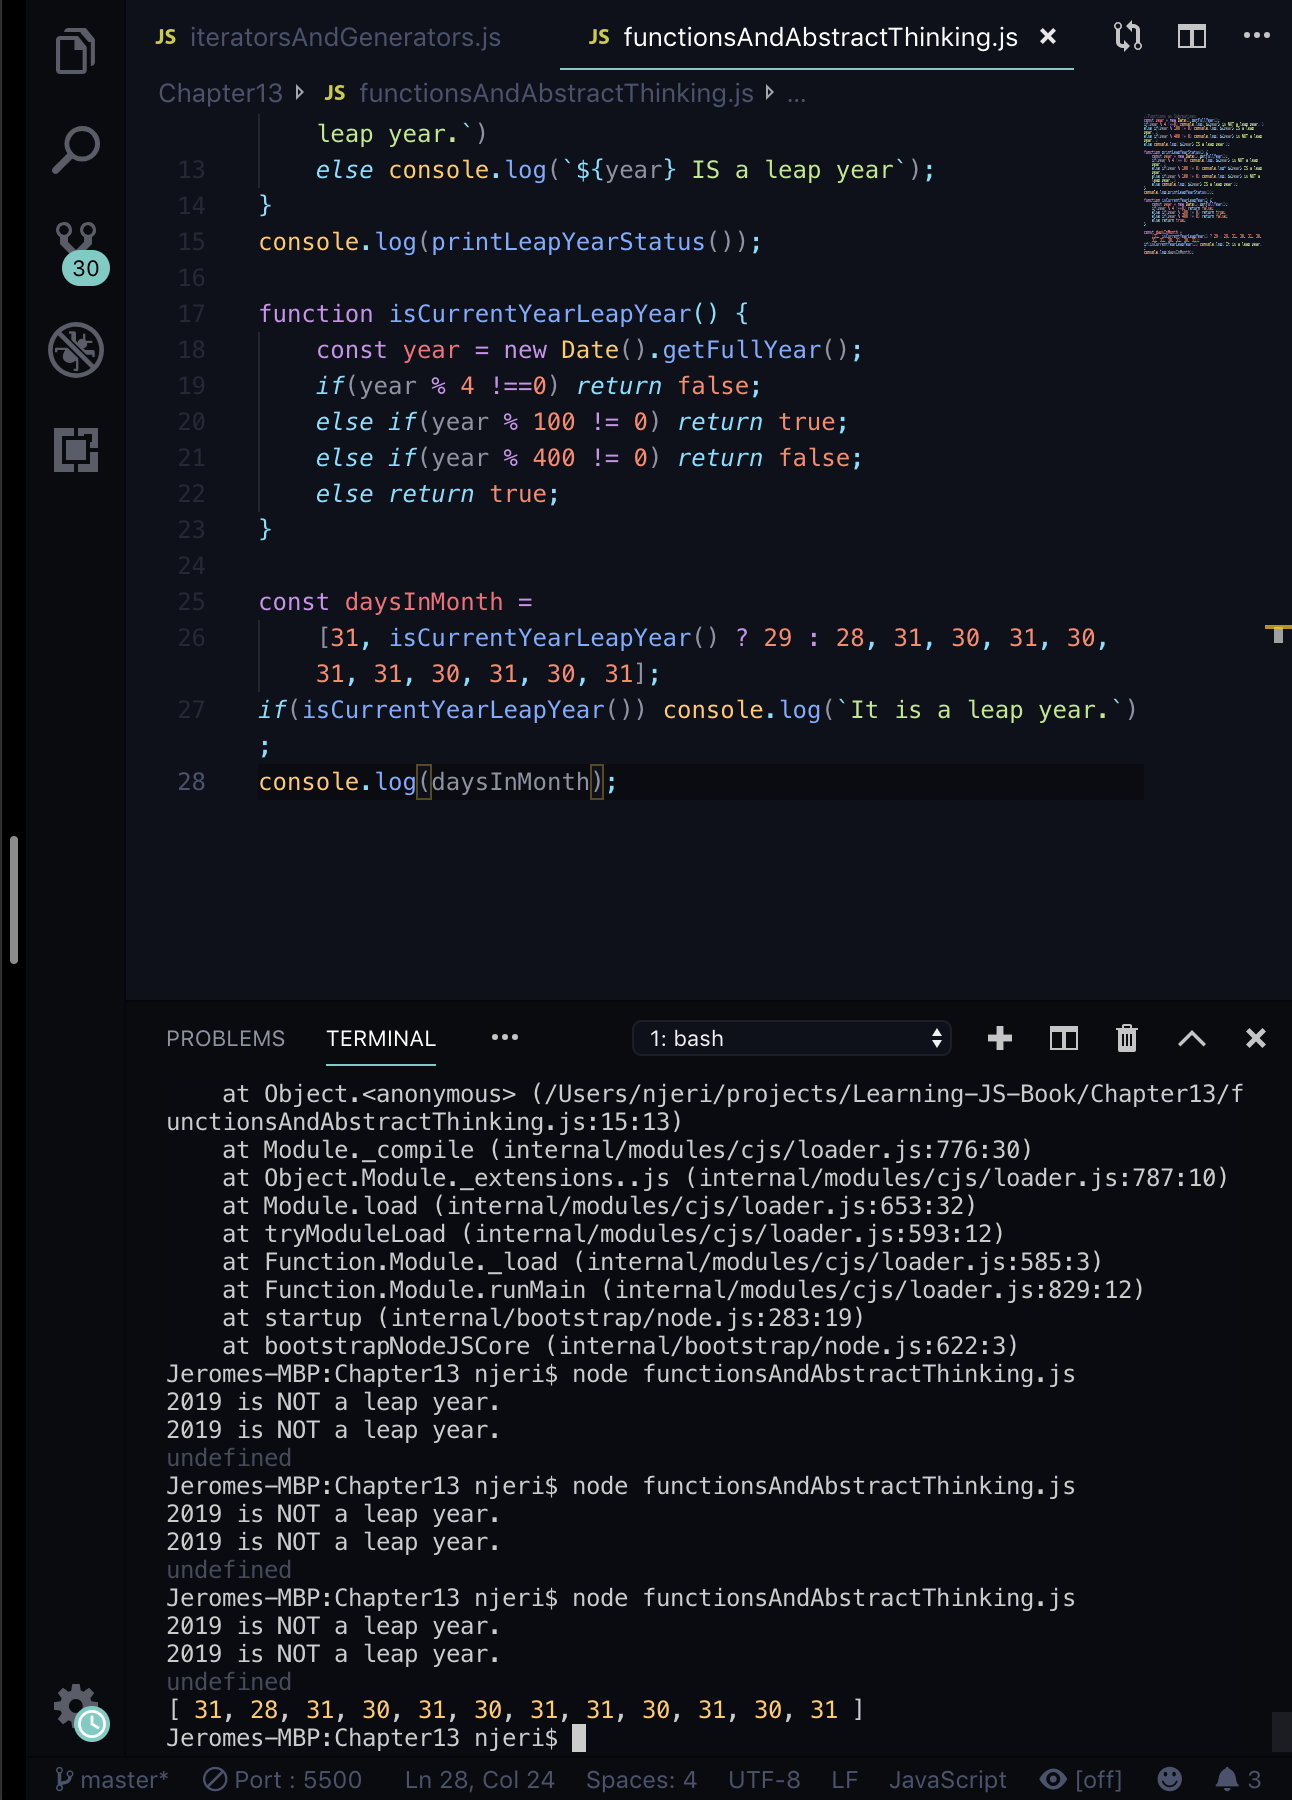 JS iteratorsAndGenerators.js JS functionsAndAbstractThinking.js
Chapter13 JS functionsAndAbstractThinking.js ...
leap year.`)
13 else console.log(`${year} IS a leap year`);
14 }
15 console.log(printLeapYearStatus());
16
17 function isCurrentYearLeapYear() {
18 const year = new Date().getFullYear();
19 if(year % 4 !==0) return false;
20 else if(year % 100 != 0) return true;
21 else if(year % 400 != 0) return false;
22 else return true;
23 }
24
25 const daysInMonth =
26 [31, isCurrentYearLeapYear() ? 29 : 28, 31, 30, 31, 30,
31, 31, 30, 31, 30, 31];
27 if(isCurrentYearLeapYear()) console.log(`It is a leap year.`)
;
28 console.log(daysInMonth);
30
PROBLEMS TERMINAL ... 1: bash
at Object.<anonymous> (/Users/njeri/projects/Learning-JS-Book/Chapter13/f
unctionsAndAbstractThinking.js:15:13)
at Module._compile (internal/modules/cjs/loader.js:776:30)
at Object.Module._extensions..js (internal/modules/cjs/loader.js:787:10)
at Module.load (internal/modules/cjs/loader.js:653:32)
at tryModuleLoad (internal/modules/cjs/loader.js:593:12)
at Function.Module._load (internal/modules/cjs/loader.js:585:3)
at Function.Module.runMain (internal/modules/cjs/loader.js:829:12)
at startup (internal/bootstrap/node.js:283:19)
at bootstrapNodeJSCore (internal/bootstrap/node.js:622:3)
Jeromes-MBP:Chapter13 njeri$ node functionsAndAbstractThinking.js
2019 is NOT a leap year.
2019 is NOT a leap year.
undefined
Jeromes-MBP:Chapter13 njeri$ node functionsAndAbstractThinking.js
2019 is NOT a leap year.
2019 is NOT a leap year.
undefined
Jeromes-MBP:Chapter13 njeri$ node functionsAndAbstractThinking.js
2019 is NOT a leap year.
2019 is NOT a leap year.
undefined
[ 31, 28, 31, 30, 31, 30, 31, 31, 30, 31, 30, 31 ]
Jeromes-MBP:Chapter13 njeri$
master* Port : 5500 Ln 28, Col 24 Spaces: 4 UTF-8 LF JavaScript [off] 3